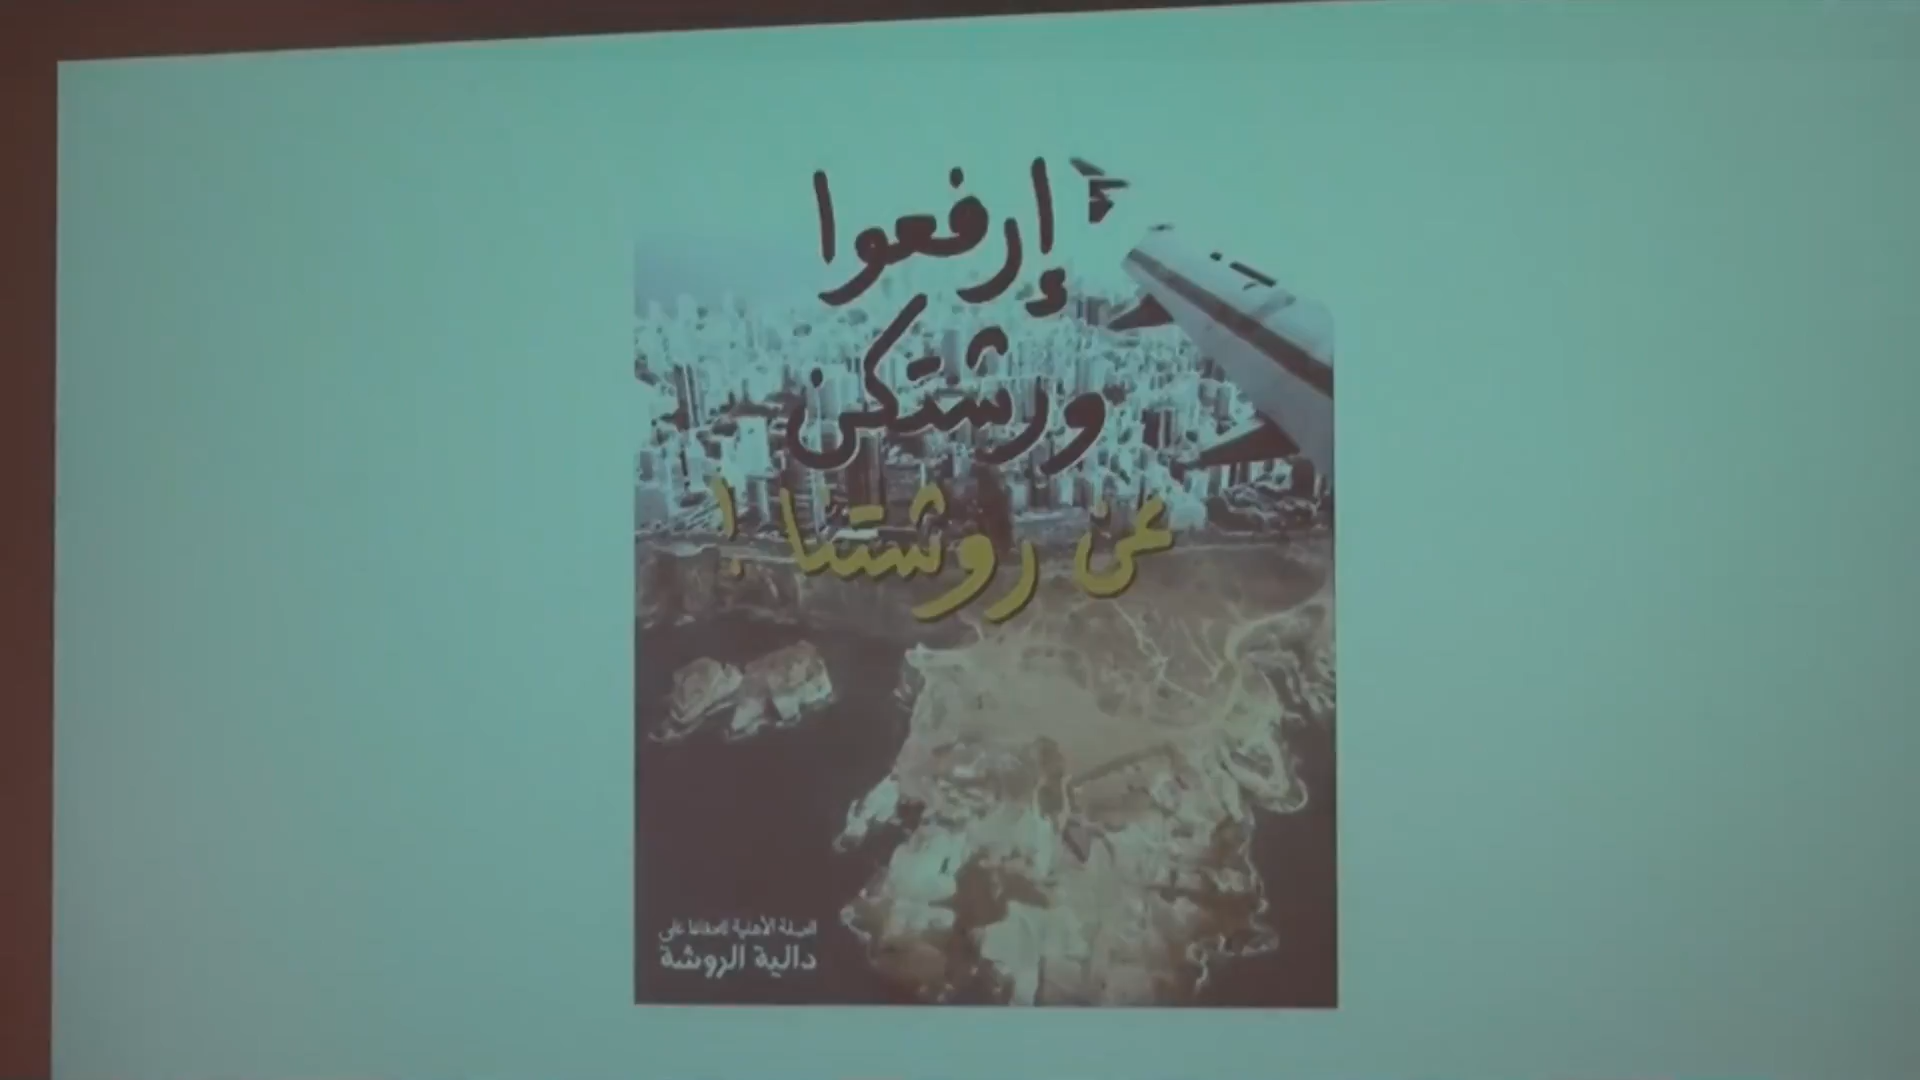 إرفعوا
ورشتكن
عن روشتنا !
الحملة الأهلية للحفاظ على
دالية الروشة